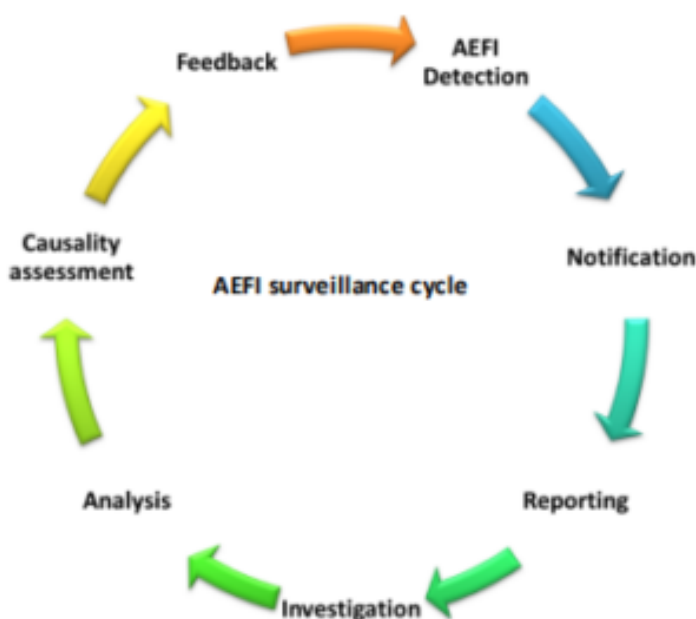 AEFI
Detection
Notification
Reporting
Investigation
Analysis
Causality
assessment
Feedback
AEFI surveillance cycle